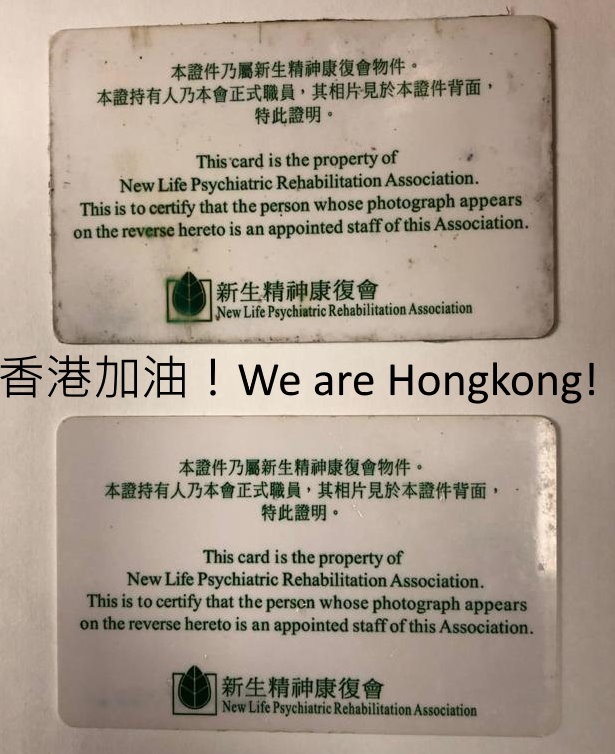 本證件乃屬新生精神康復會物件。
本證持有人乃本會正式職員，其相片見於本證件背面，
特此證明。
This card is the property of
New Life Psychiatric Rehabilitation Association.
This is to certify that the person whose photograph appears
on the reverse hereto is an appointed staff of this Association.
新生精神康復會
New Life Psychiatric Rehabilitation Association
香港加油！We are Hongkong!
本證件乃屬新生精神康復會物件。
本證持有人乃本會正式職員，其相片見於本證件背面，
特此證明。
This card is the property of
New Life Psychiatric Rehabilitation Association.
This is to certify that the person whose photograph appears
on the reverse hereto is an appointed staff of this Association.
新生精神康復會
New Life Psychiatric Rehabilitation Association